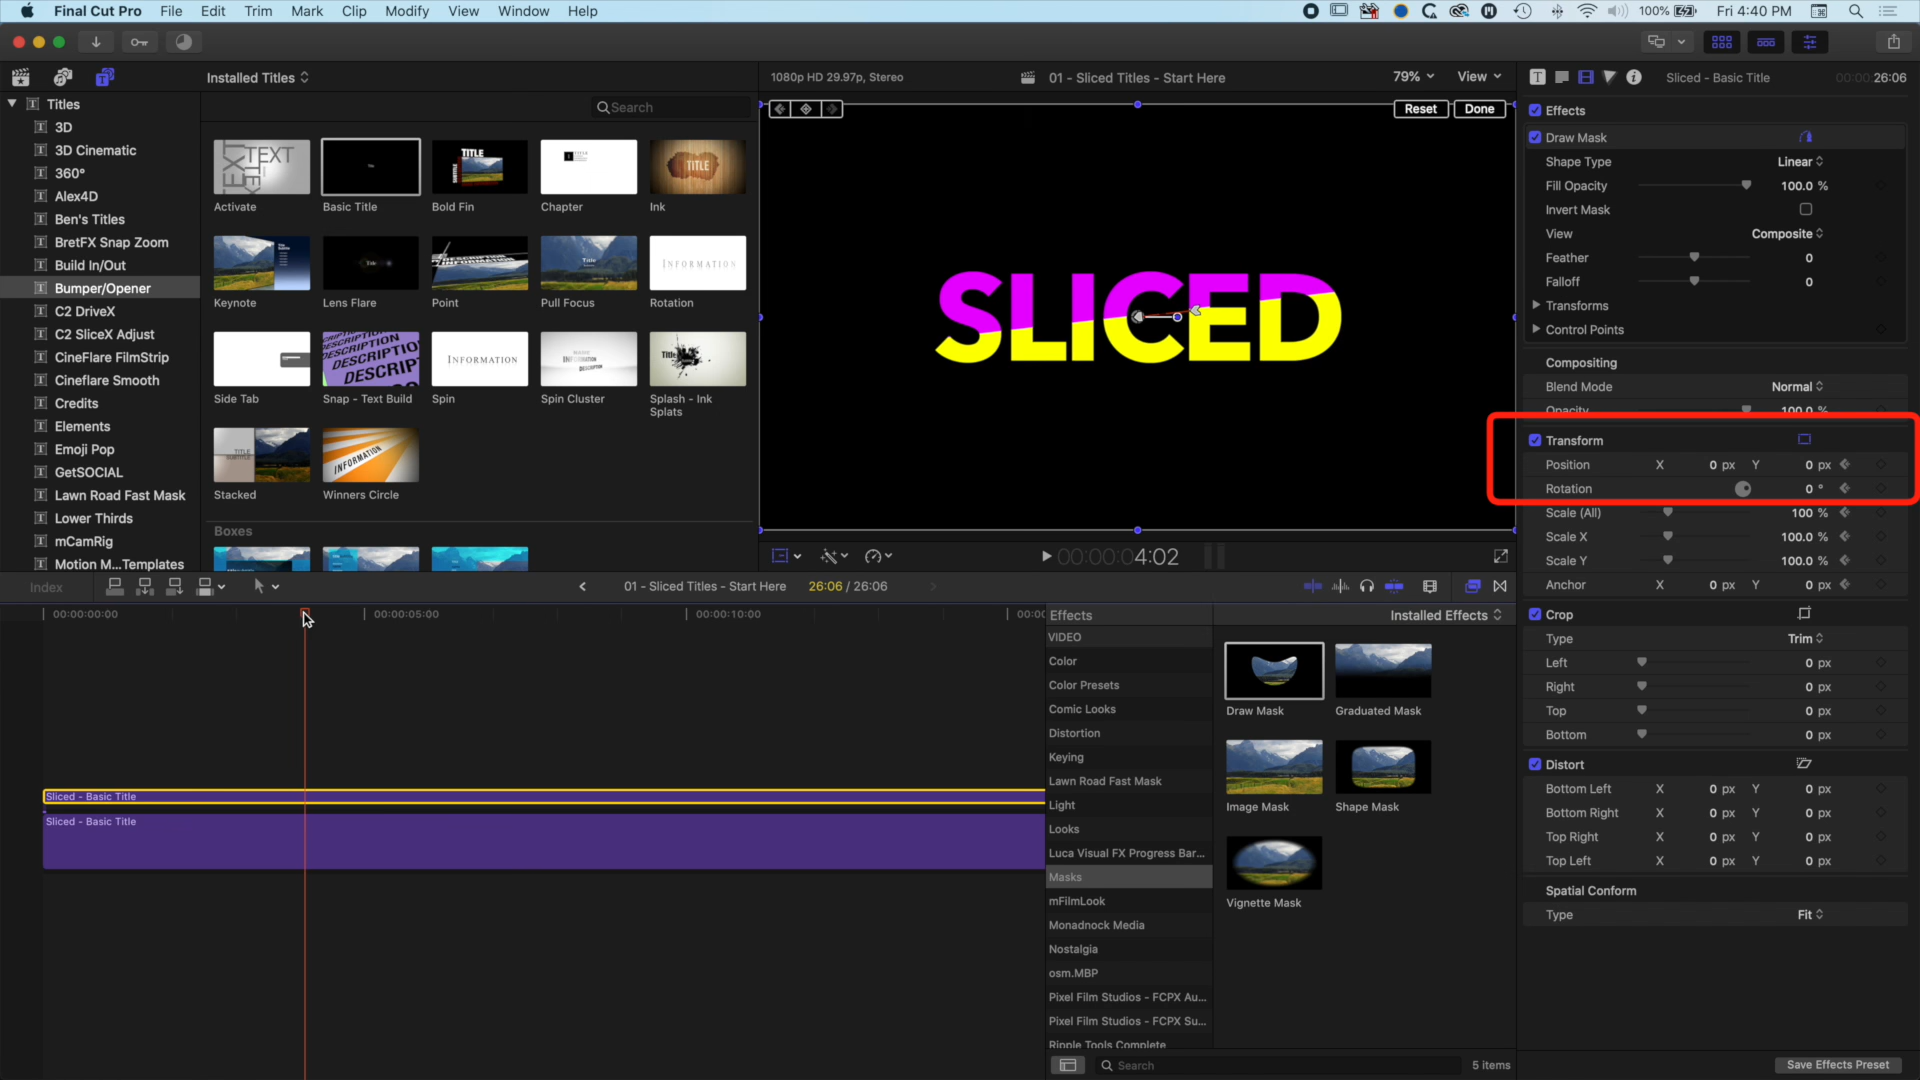 Final Cut Pro File Edit Trim Mark Clip Modify View Window Help 100% Fri 4:40 PM
Installed Titles
1080p HD 29.97p, Stereo 01 - Sliced Titles - Start Here 79% View
Sliced - Basic Title 00:00:26:06
Titles
3D
3D Cinematic
360°
Alex4D
Ben's Titles
BretFX Snap Zoom
Build In/Out
Bumper/Opener
C2 DriveX
C2 SliceX Adjust
CineFlare FilmStrip
Cineflare Smooth
Credits
Elements
Emoji Pop
GetSOCIAL
Lawn Road Fast Mask
Lower Thirds
mCamRig
Motion M...Templates
Search
Activate Basic Title Bold Fin Chapter Ink
Keynote Lens Flare Point Pull Focus Rotation
Side Tab Snap - Text Build Spin Spin Cluster Splash - Ink Splats
Stacked Winners Circle
Boxes
Reset Done
SLICED
00:00:04:02
Effects
Draw Mask
Shape Type Linear
Fill Opacity 100.0 %
Invert Mask
View Composite
Feather 0
Falloff 0
Transforms
Control Points
Compositing
Blend Mode Normal
Opacity 100.0 %
Transform
Position X 0 px Y 0 px
Rotation 0 °
Scale (All) 100 %
Scale X 100.0 %
Scale Y 100.0 %
Anchor X 0 px Y 0 px
Crop
Type Trim
Left 0 px
Right 0 px
Top 0 px
Bottom 0 px
Distort
Bottom Left X 0 px Y 0 px
Bottom Right X 0 px Y 0 px
Top Right X 0 px Y 0 px
Top Left X 0 px Y 0 px
Spatial Conform
Type Fit
Save Effects Preset
Index
01 - Sliced Titles - Start Here 26:06 / 26:06
00:00:00:00 00:00:05:00 00:00:10:00
Sliced - Basic Title
Sliced - Basic Title
Effects Installed Effects
VIDEO
Color
Color Presets
Comic Looks
Distortion
Keying
Lawn Road Fast Mask
Light
Looks
Luca Visual FX Progress Bar...
Masks
mFilmLook
Monadnock Media
Nostalgia
osm.MBP
Pixel Film Studios - FCPX Au...
Pixel Film Studios - FCPX Su...
Ripple Tools Complete
Draw Mask Graduated Mask
Image Mask Shape Mask
Vignette Mask
Search 5 items